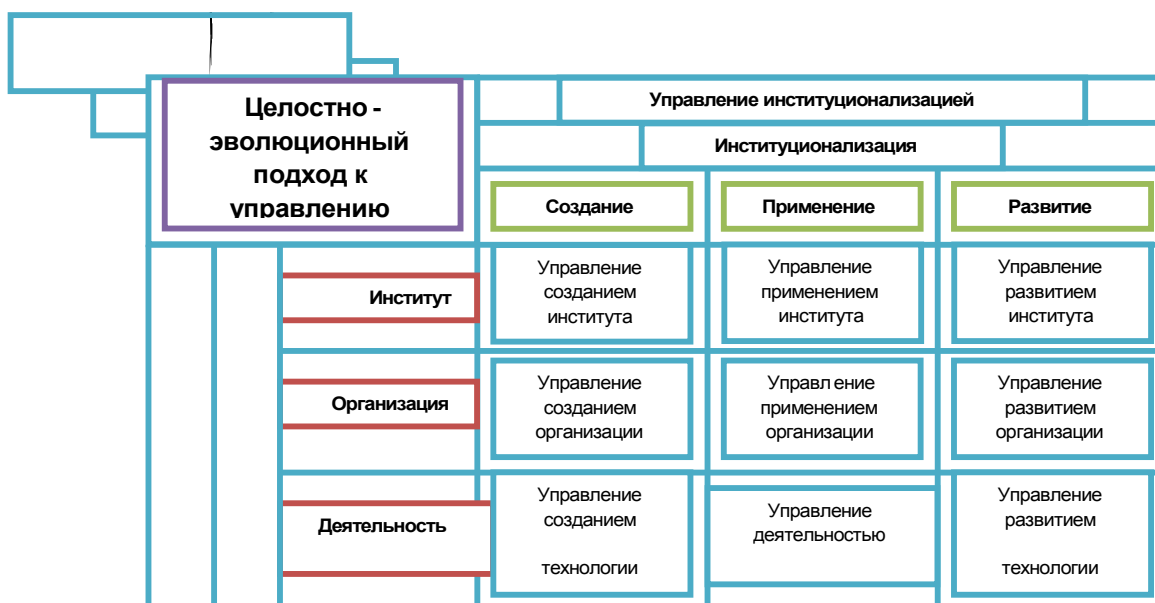 Целостно -
эволюционный
подход к
управлению
Управление институционализацией
Институционализация
Создание
Применение
Развитие
Институт
Управление
созданием
института
Управление
применением
института
Управление
развитием
института
Организация
Управление
созданием
организации
Управл ение
применением
организации
Управление
развитием
организации
Деятельность
Управление
созданием
технологии
Управление
деятельностью
Управление
развитием
технологии